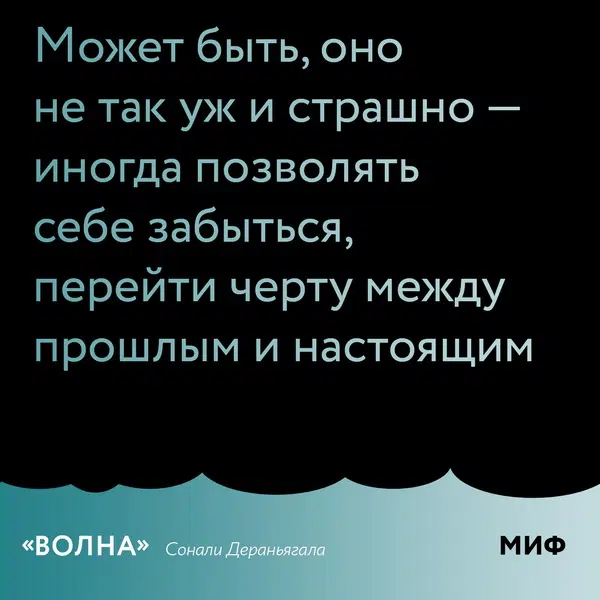 Может быть, оно
не так уж и страшно —
иногда позволять
себе забыться,
перейти черту между
прошлым и настоящим
«ВОЛНА» Сонали Дераньягала
МИФ